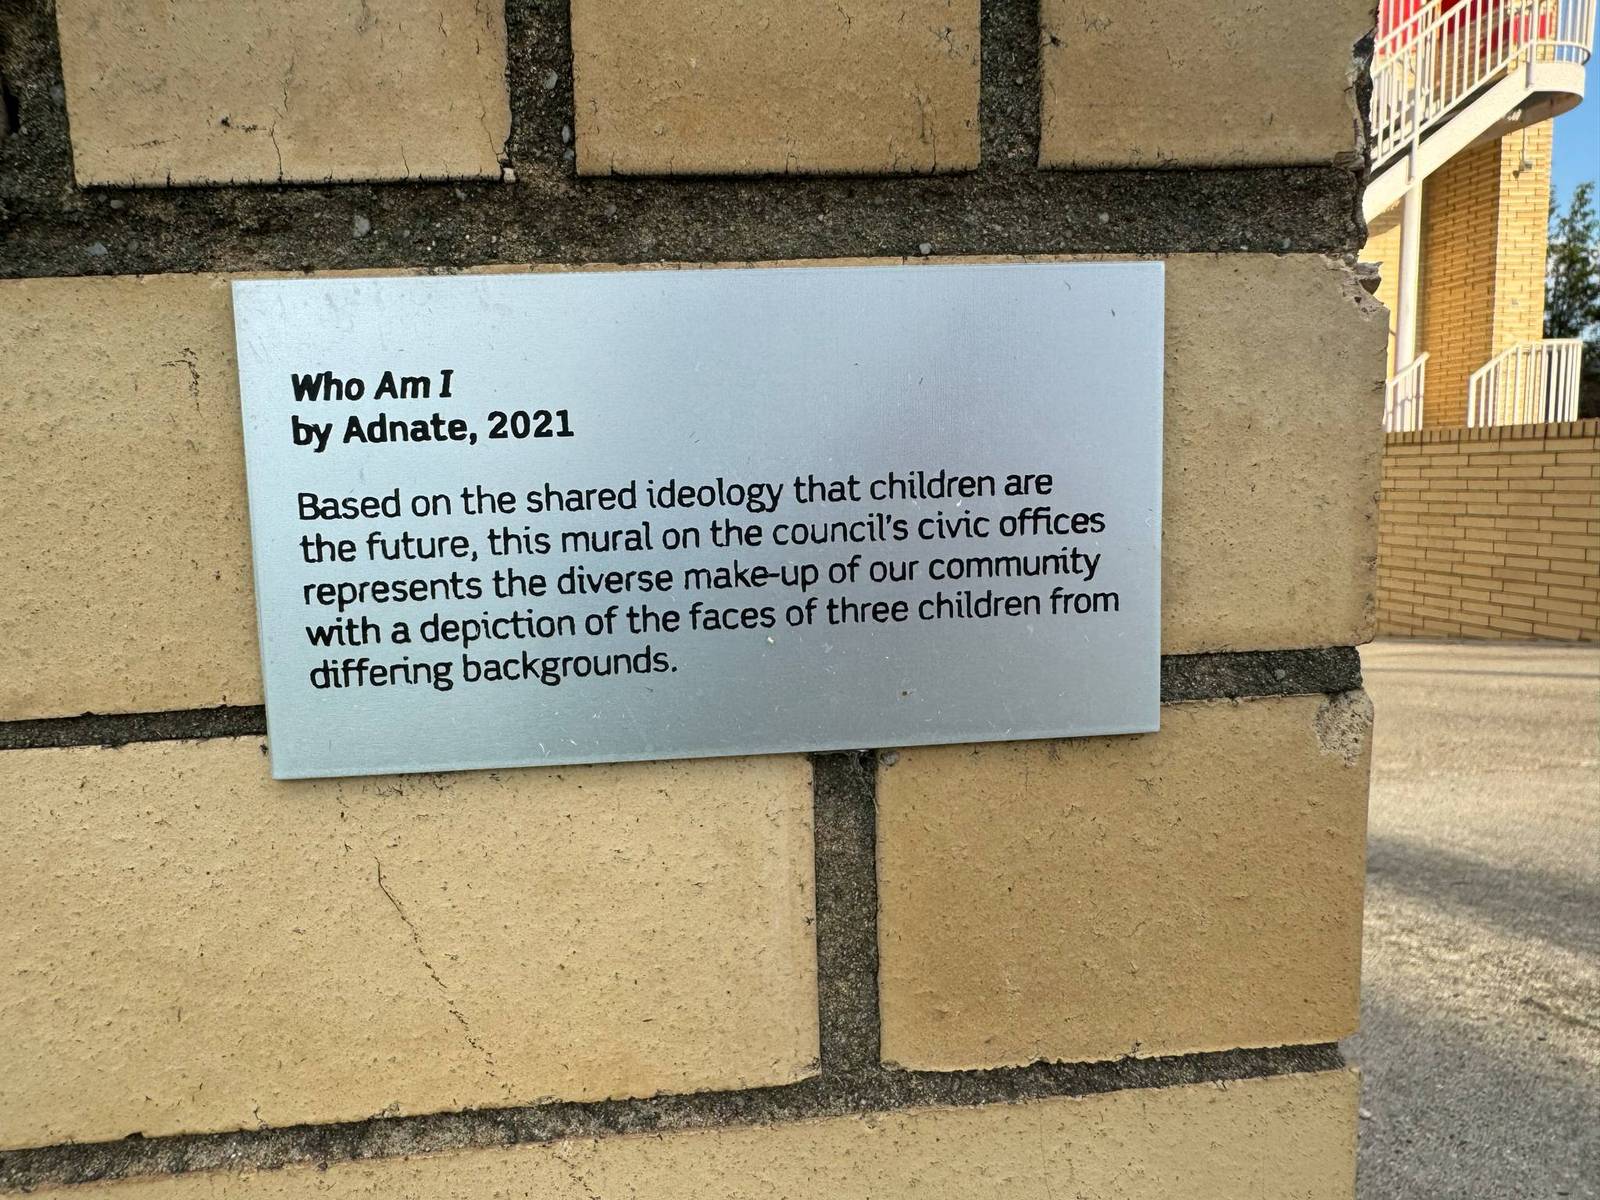 Who Am I
by Adnate, 2021
Based on the shared ideology that children are
the future, this mural on the council's civic offices
represents the diverse make-up of our community
with a depiction of the faces of three children from
differing backgrounds.